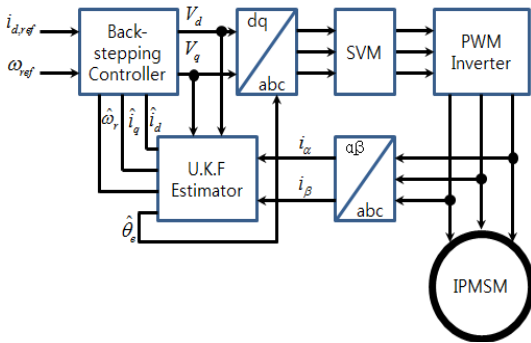 i_{d,ref}
ω_{ref}
Back-
stepping
Controller
V_d
V_q
dq
abc
SVM
PWM
Inverter
ω̂_r
î_q
î_d
U.K.F
Estimator
i_α
i_β
αβ
abc
θ̂_e
IPMSM